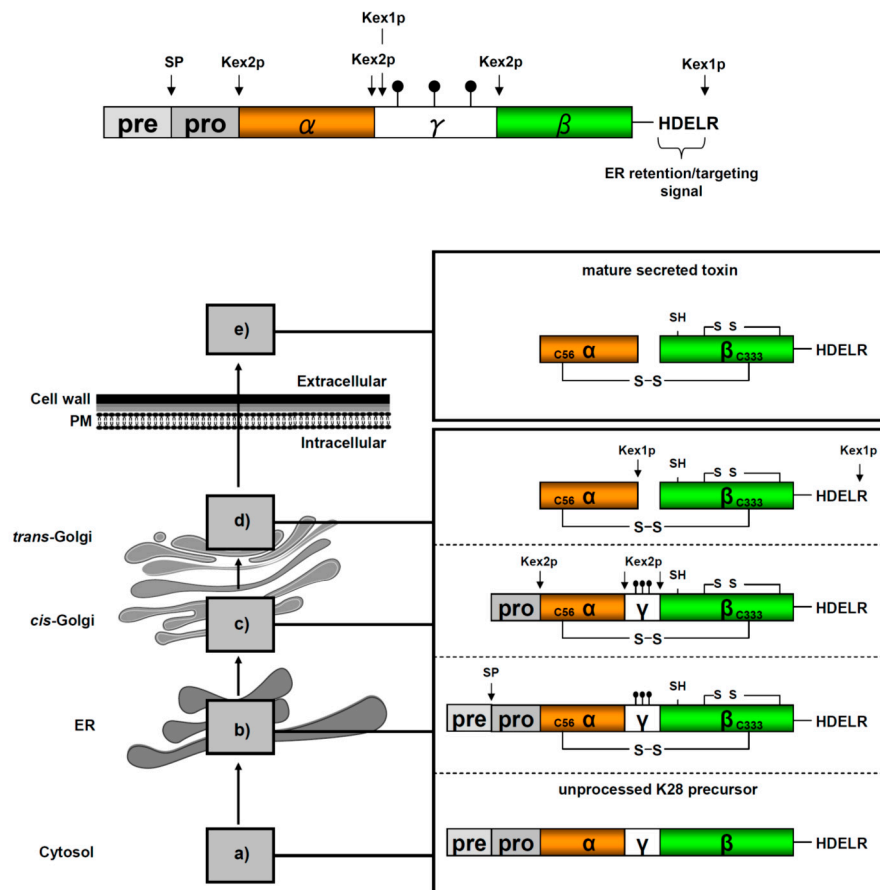 Kex1p
SP
Kex2p
Kex2p
Kex2p
Kex1p
pre
pro
α
γ
β
HDELR
ER retention/targeting
signal
mature secreted toxin
e)
SH
S S
C56 α
β C333
HDELR
S-S
Extracellular
Cell wall
PM
Intracellular
Kex1p
SH
S S
Kex1p
d)
C56 α
β C333
HDELR
S-S
trans-Golgi
Kex2p
Kex2p
SH
S S
cis-Golgi
c)
pro
C56 α
γ
β C333
HDELR
S-S
SP
SH
S S
ER
b)
pre
pro
C56 α
γ
β C333
HDELR
S-S
unprocessed K28 precursor
Cytosol
a)
pre
pro
α
γ
β
HDELR